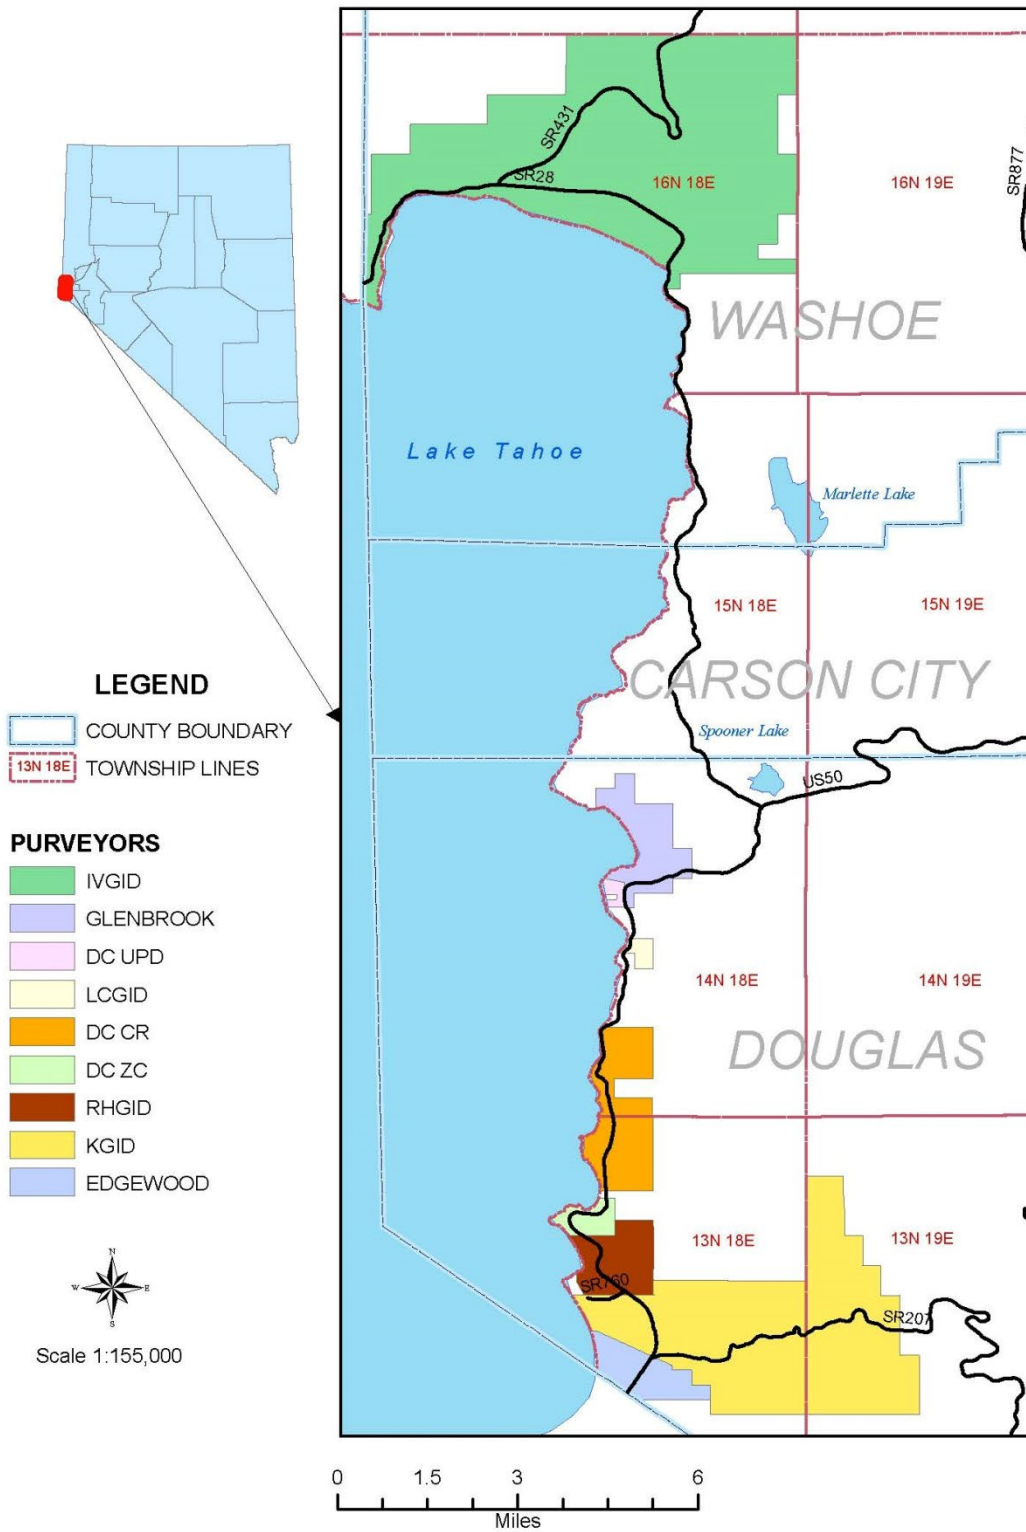 SR431
SR28
16N 18E
16N 19E
SR877
WASHOE
Lake Tahoe
Marlette Lake
15N 18E
15N 19E
CARSON CITY
Spooner Lake
US50
14N 18E
14N 19E
DOUGLAS
13N 18E
13N 19E
SR760
SR207
LEGEND
COUNTY BOUNDARY
13N 18E TOWNSHIP LINES
PURVEYORS
IVGID
GLENBROOK
DC UPD
LCGID
DC CR
DC ZC
RHGID
KGID
EDGEWOOD
N
W E
S
Scale 1:155,000
0 1.5 3 6
Miles